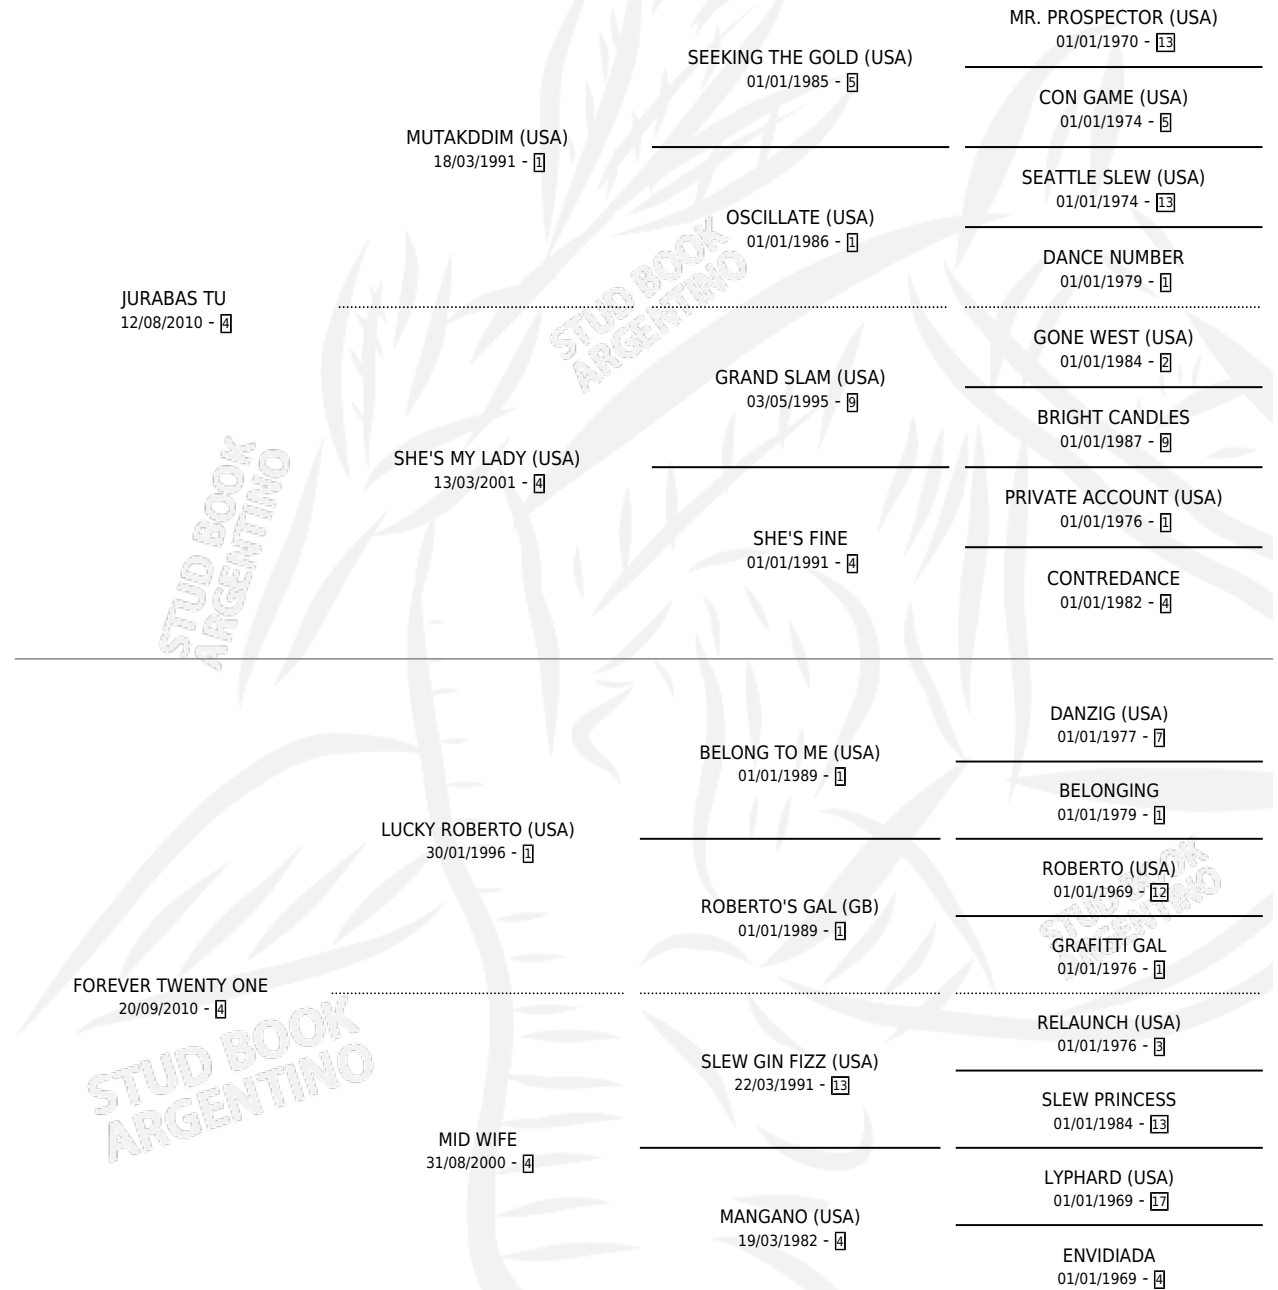 MR. PROSPECTOR (USA)
01/01/1970 - 13
SEEKING THE GOLD (USA)
01/01/1985 - 5
CON GAME (USA)
01/01/1974 - 5
MUTAKDDIM (USA)
18/03/1991 - 1
SEATTLE SLEW (USA)
01/01/1974 - 13
OSCILLATE (USA)
01/01/1986 - 1
DANCE NUMBER
01/01/1979 - 1
JURABAS TU
12/08/2010 - 4
STUD BOOK
ARGENTINO
GONE WEST (USA)
01/01/1984 - 2
GRAND SLAM (USA)
03/05/1995 - 9
BRIGHT CANDLES
01/01/1987 - 9
SHE'S MY LADY (USA)
13/03/2001 - 4
PRIVATE ACCOUNT (USA)
01/01/1976 - 1
SHE'S FINE
01/01/1991 - 4
CONTREDANCE
01/01/1982 - 4
STUD BOOK
ARGENTINO
DANZIG (USA)
01/01/1977 - 7
BELONG TO ME (USA)
01/01/1989 - 1
BELONGING
01/01/1979 - 1
LUCKY ROBERTO (USA)
30/01/1996 - 1
ROBERTO (USA)
01/01/1969 - 12
ROBERTO'S GAL (GB)
01/01/1989 - 1
GRAFITTI GAL
01/01/1976 - 1
STUD BOOK
ARGENTINO
FOREVER TWENTY ONE
20/09/2010 - 4
RELAUNCH (USA)
01/01/1976 - 3
SLEW GIN FIZZ (USA)
22/03/1991 - 13
SLEW PRINCESS
01/01/1984 - 13
STUD BOOK
ARGENTINO
MID WIFE
31/08/2000 - 4
LYPHARD (USA)
01/01/1969 - 17
MANGANO (USA)
19/03/1982 - 4
ENVIDIADA
01/01/1969 - 4